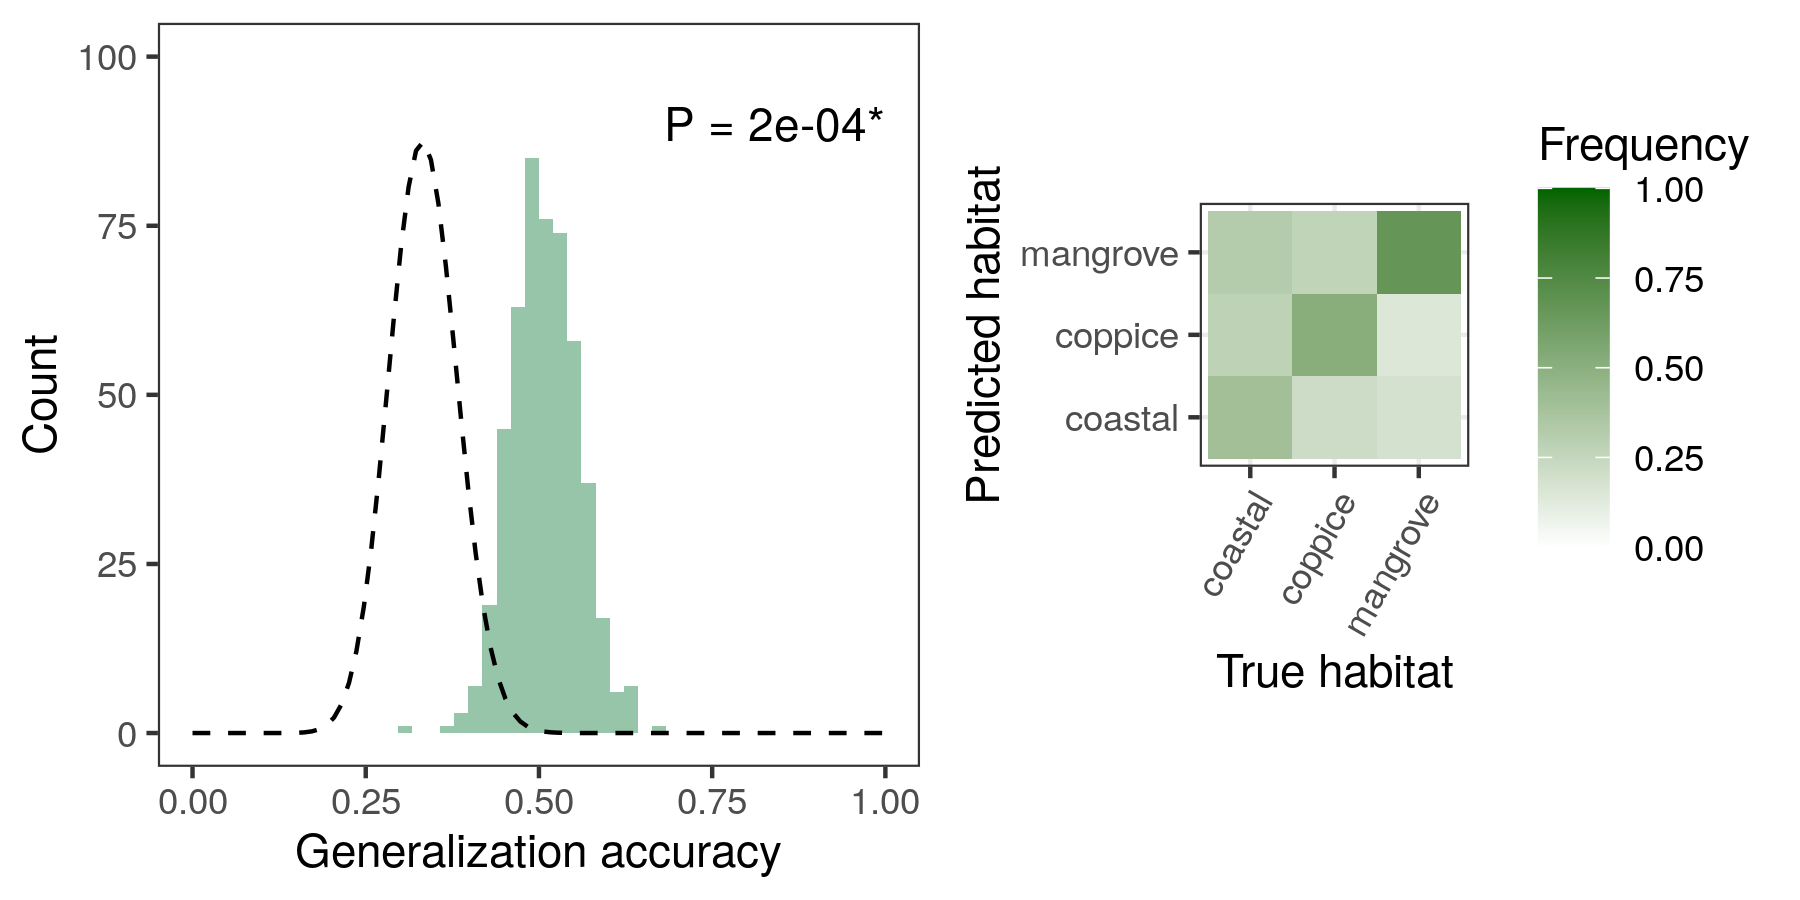 100
75
50
25
0
Count
P = 2e-04*
0.00 0.25 0.50 0.75 1.00
Generalization accuracy
Predicted habitat
mangrove
coppice
coastal
coastal
coppice
mangrove
True habitat
Frequency
1.00
0.75
0.50
0.25
0.00